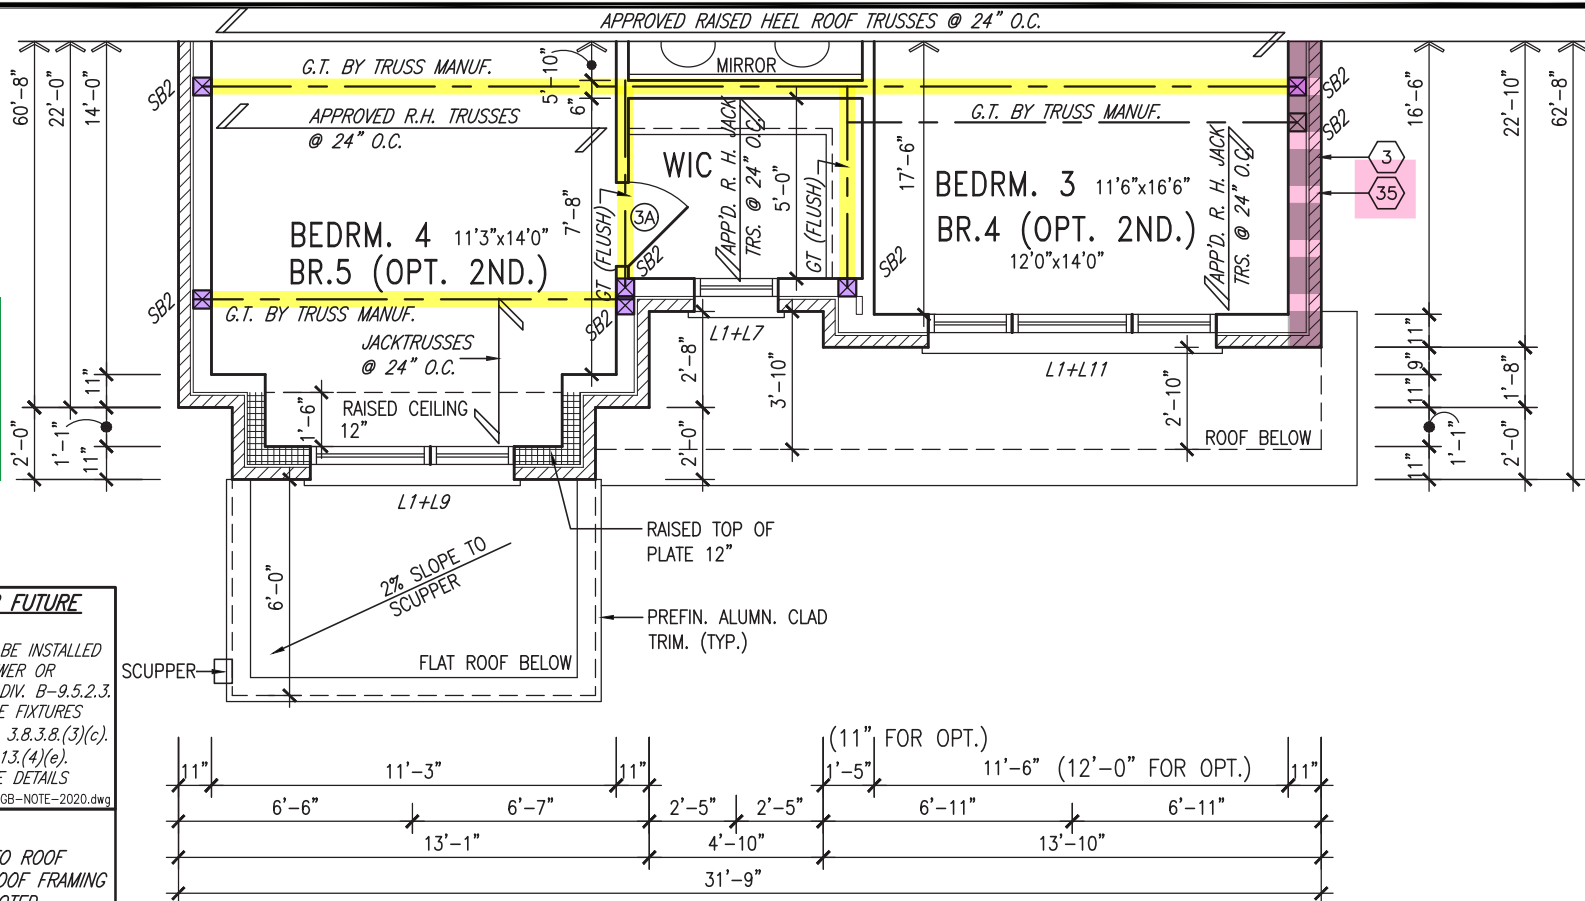 APPROVED RAISED HEEL ROOF TRUSSES @ 24" O.C.
60'-8"
22'-0"
14'-0"
SB2
G.T. BY TRUSS MANUF.
5'-10"
6"
MIRROR
SB2
16'-6"
22'-10"
62'-8"
APPROVED R.H. TRUSSES
@ 24" O.C.
G.T. BY TRUSS MANUF.
SB2
WIC
APP'D. R. H. JACK
TRS. @ 24" O.C.
5'-0"
GT (FLUSH)
17'-6"
APP'D. R. H. JACK
TRS. @ 24" O.C.
3
35
BEDRM. 3 11'6"x16'6"
BR.4 (OPT. 2ND.)
12'0"x14'0"
BEDRM. 4 11'3"x14'0"
BR.5 (OPT. 2ND.)
7'-8"
GT (FLUSH)
3A
SB2
SB2
SB2
G.T. BY TRUSS MANUF.
SB2
JACKTRUSSES
@ 24" O.C.
L1+L7
L1+L11
2'-8"
3'-10"
2'-10"
11"
11"
9"
11"
1'-8"
1'-6"
RAISED CEILING
12"
2'-0"
1'-1"
11"
2'-0"
ROOF BELOW
11"
1'-1"
2'-0"
L1+L9
RAISED TOP OF
PLATE 12"
6'-0"
2% SLOPE TO
SCUPPER
PREFIN. ALUMN. CLAD
TRIM. (TYP.)
SCUPPER
FLAT ROOF BELOW
FUTURE
BE INSTALLED
OR
DIV. B-9.5.2.3.
FIXTURES
3.8.3.8.(3)(c).
13.(4)(e).
DETAILS
GB-NOTE-2020.dwg
ROOF
ROOF FRAMING
(11" FOR OPT.)
11"
11'-3"
11"
1'-5"
11'-6" (12'-0" FOR OPT.)
11"
6'-6"
6'-7"
2'-5"
2'-5"
6'-11"
6'-11"
13'-1"
4'-10"
13'-10"
31'-9"